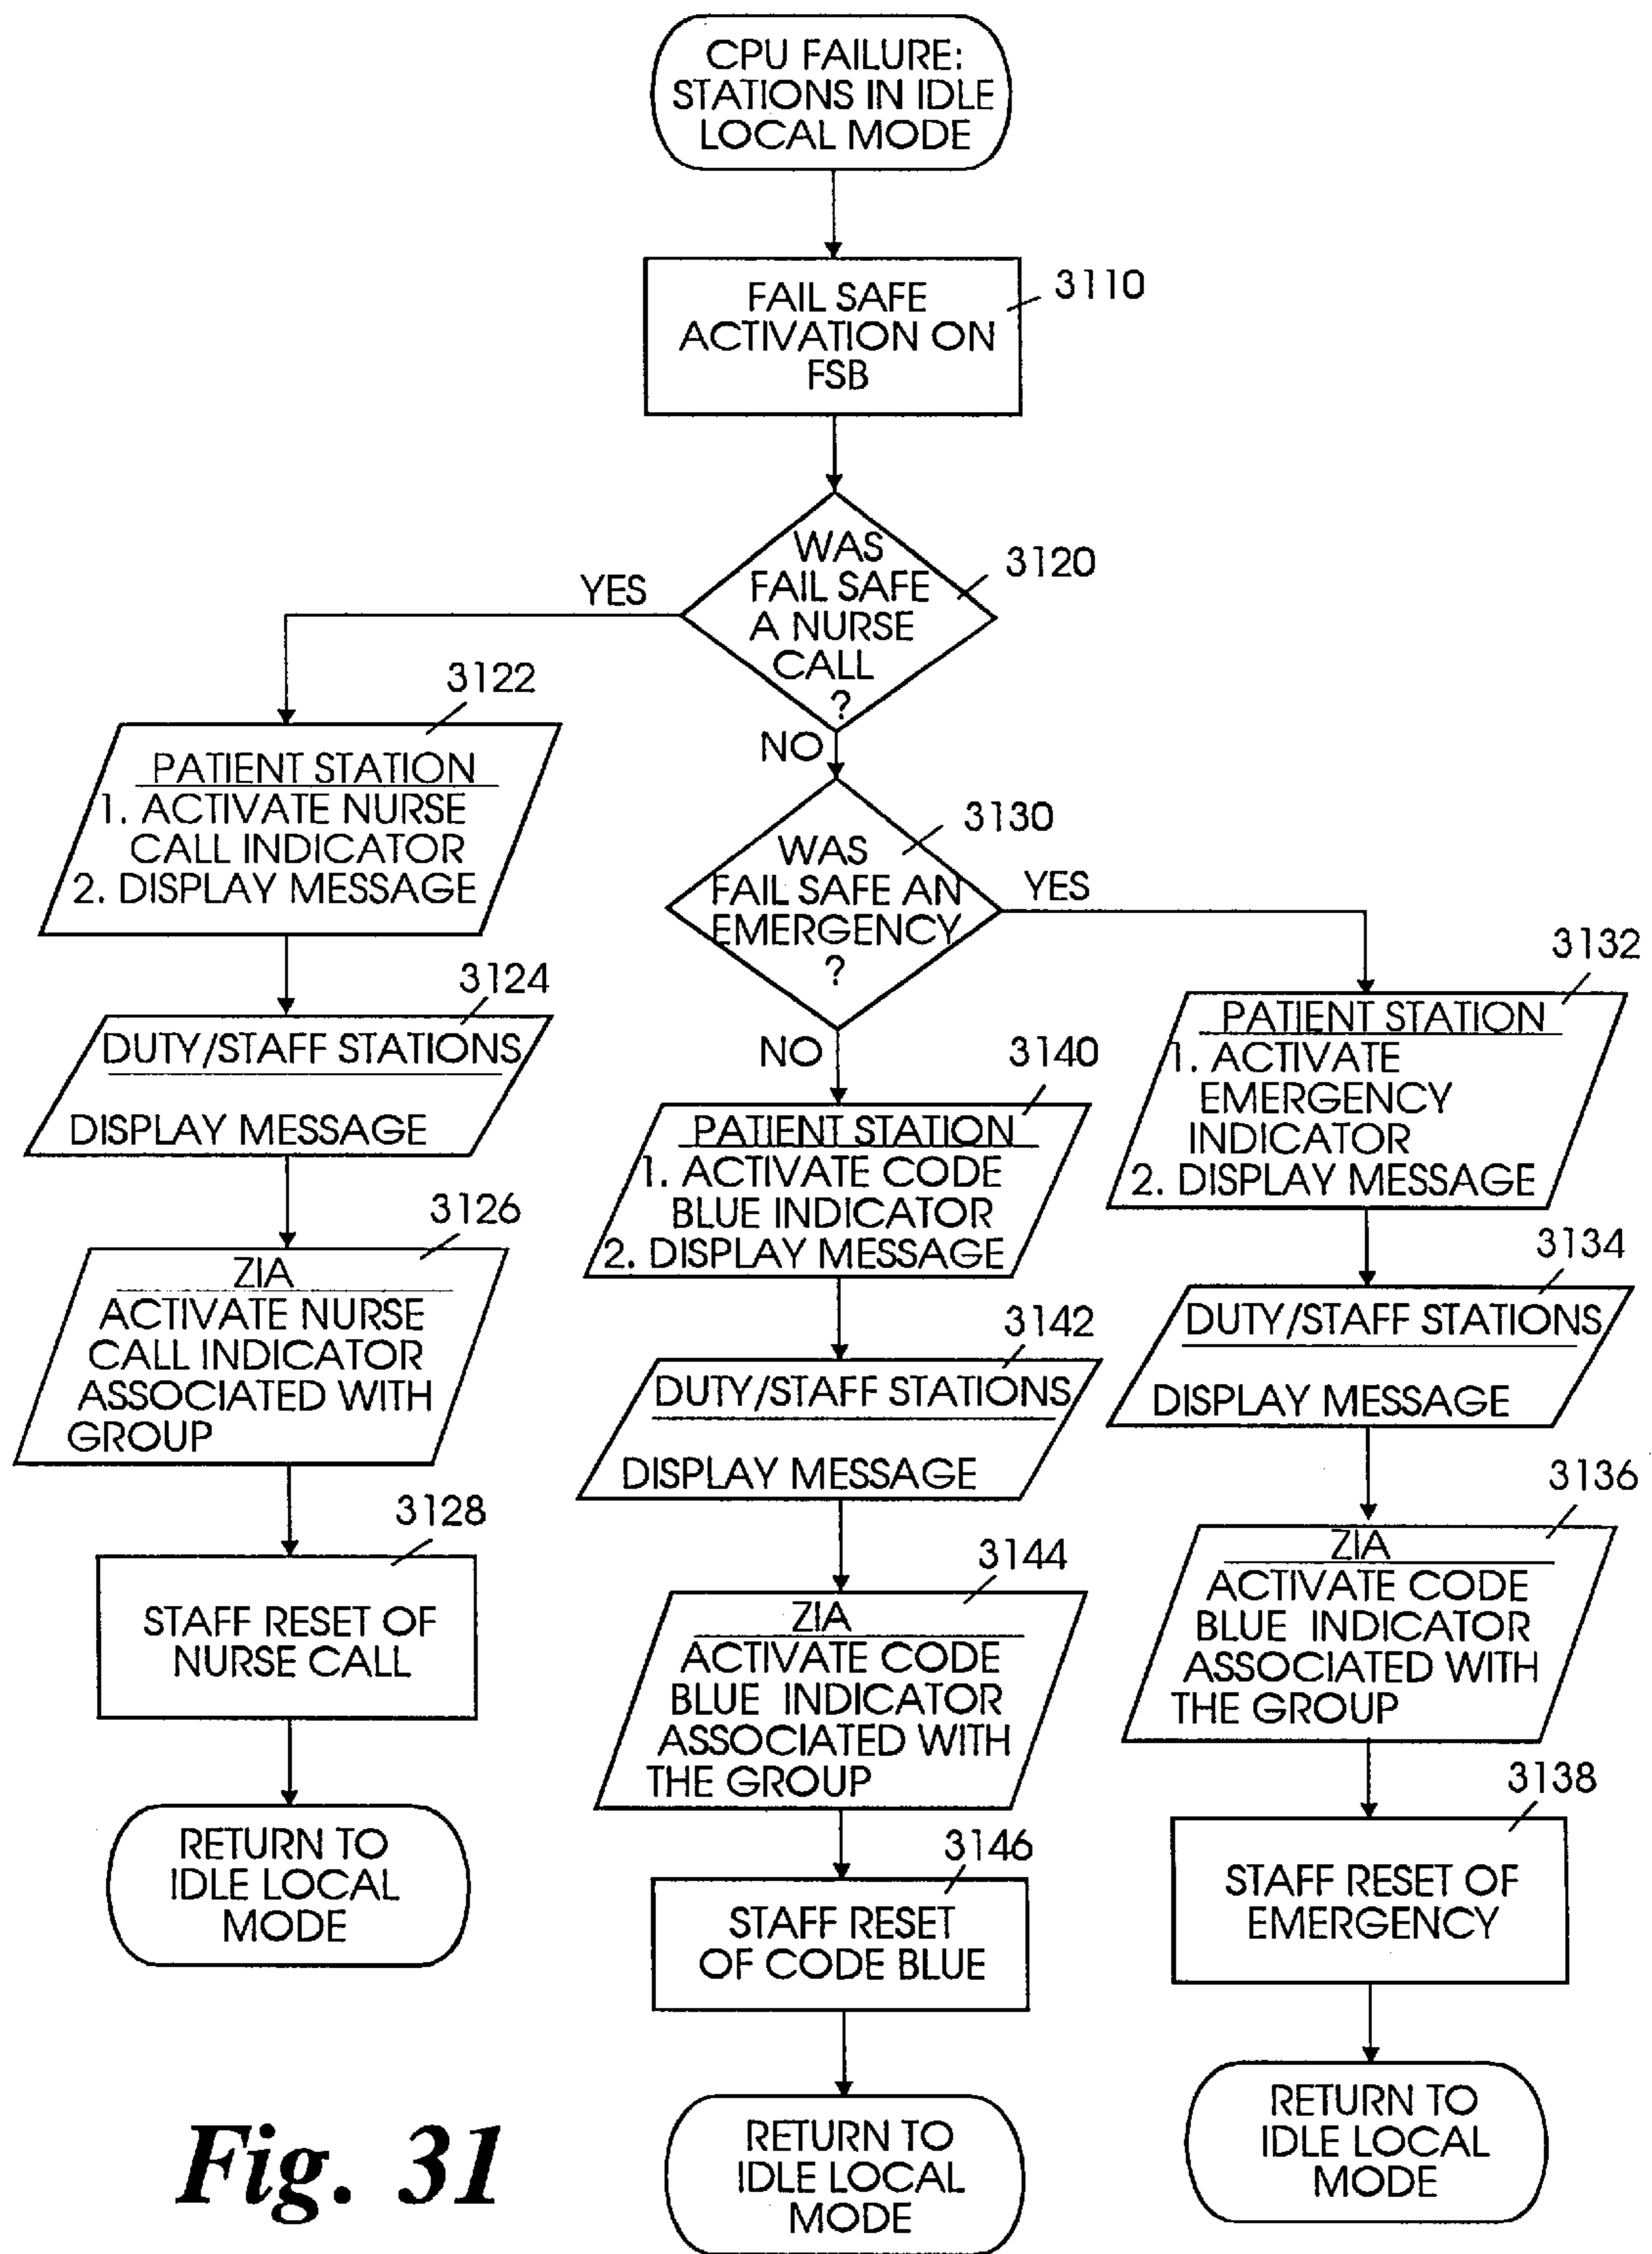 CPU FAILURE:
STATIONS IN IDLE
LOCAL MODE
FAIL SAFE
ACTIVATION ON
FSB
3110
WAS
FAIL SAFE
A NURSE
CALL
?
3120
YES
NO
3122
PATIENT STATION
1. ACTIVATE NURSE
CALL INDICATOR
2. DISPLAY MESSAGE
3124
DUTY/STAFF STATIONS
DISPLAY MESSAGE
3126
ZIA
ACTIVATE NURSE
CALL INDICATOR
ASSOCIATED WITH
GROUP
3128
STAFF RESET OF
NURSE CALL
RETURN TO
IDLE LOCAL
MODE
3130
WAS
FAIL SAFE AN
EMERGENCY
?
YES
NO
3140
PATIENT STATION
1. ACTIVATE CODE
BLUE INDICATOR
2. DISPLAY MESSAGE
3142
DUTY/STAFF STATIONS
DISPLAY MESSAGE
3144
ZIA
ACTIVATE CODE
BLUE INDICATOR
ASSOCIATED WITH
THE GROUP
3146
STAFF RESET
OF CODE BLUE
RETURN TO
IDLE LOCAL
MODE
3132
PATIENT STATION
1. ACTIVATE
EMERGENCY
INDICATOR
2. DISPLAY MESSAGE
3134
DUTY/STAFF STATIONS
DISPLAY MESSAGE
3136
ZIA
ACTIVATE CODE
BLUE INDICATOR
ASSOCIATED WITH
THE GROUP
3138
STAFF RESET OF
EMERGENCY
RETURN TO
IDLE LOCAL
MODE
Fig. 31